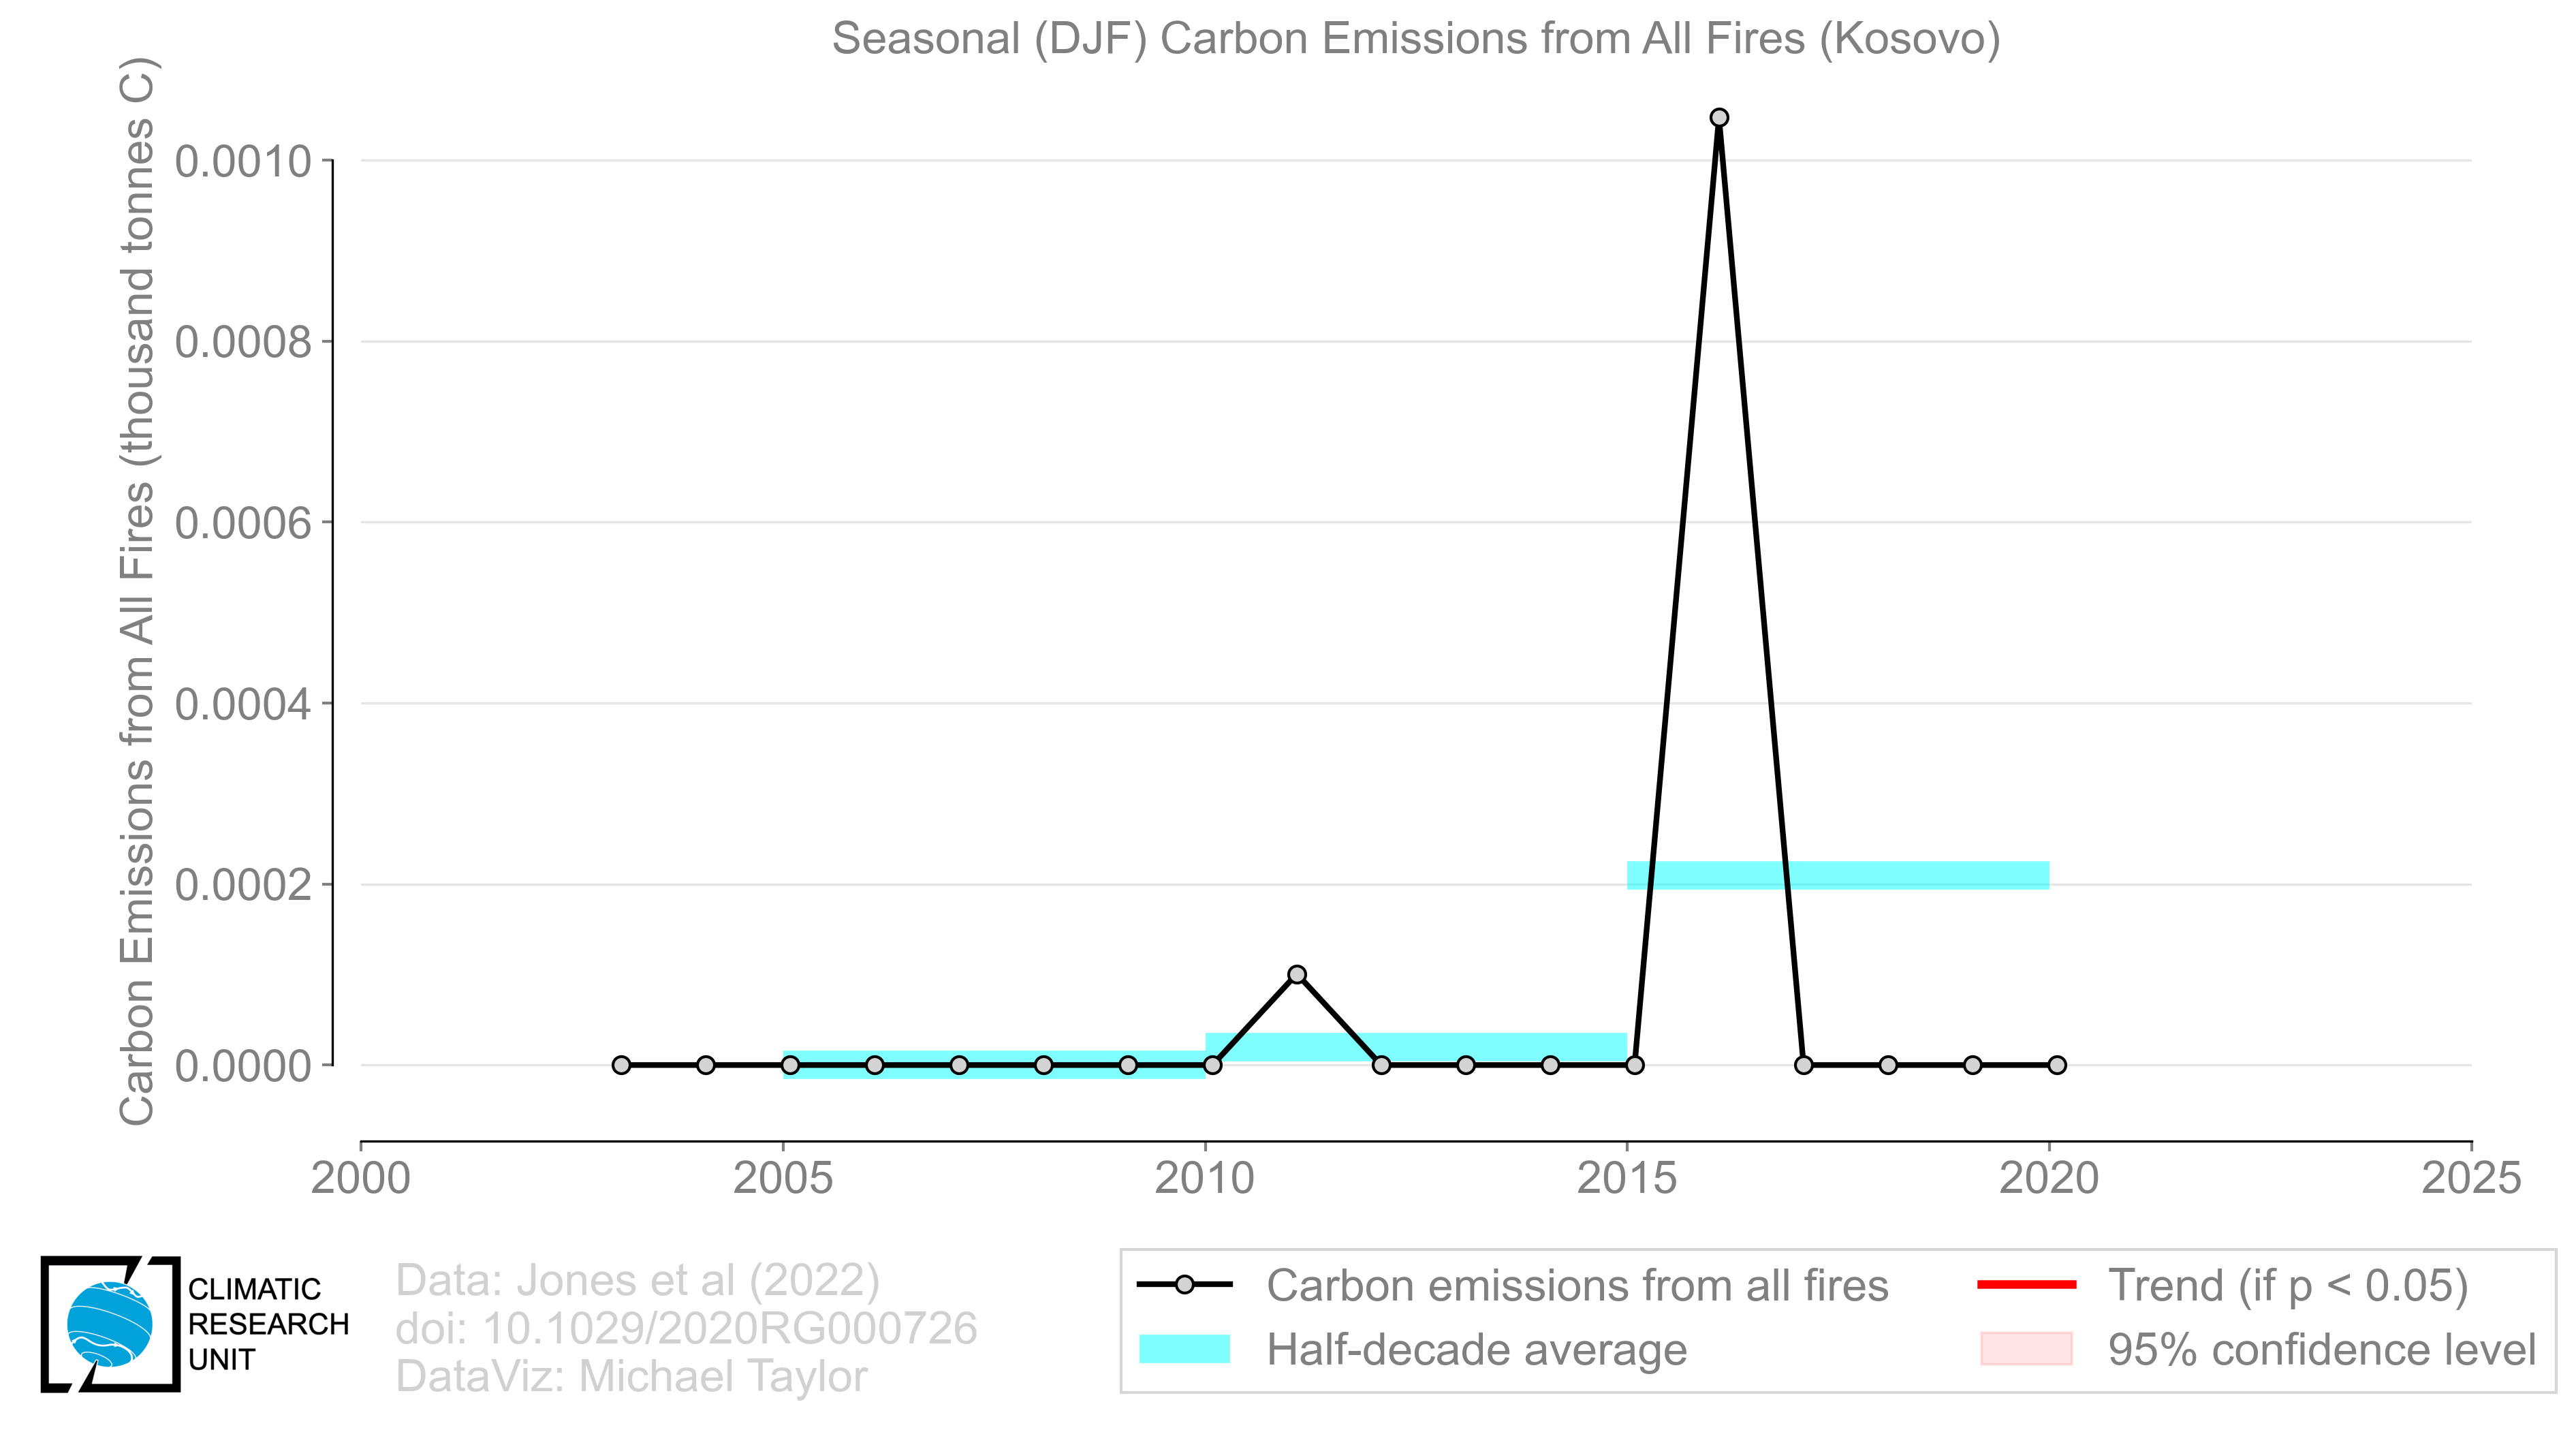 Seasonal (DJF) Carbon Emissions from All Fires (Kosovo)
Carbon Emissions from All Fires (thousand tonnes C)
0.0010
0.0008
0.0006
0.0004
0.0002
0.0000
2000
2005
2010
2015
2020
2025
CLIMATIC
RESEARCH
UNIT
Data: Jones et al (2022)
doi: 10.1029/2020RG000726
DataViz: Michael Taylor
Carbon emissions from all fires
Half-decade average
Trend (if p < 0.05)
95% confidence level